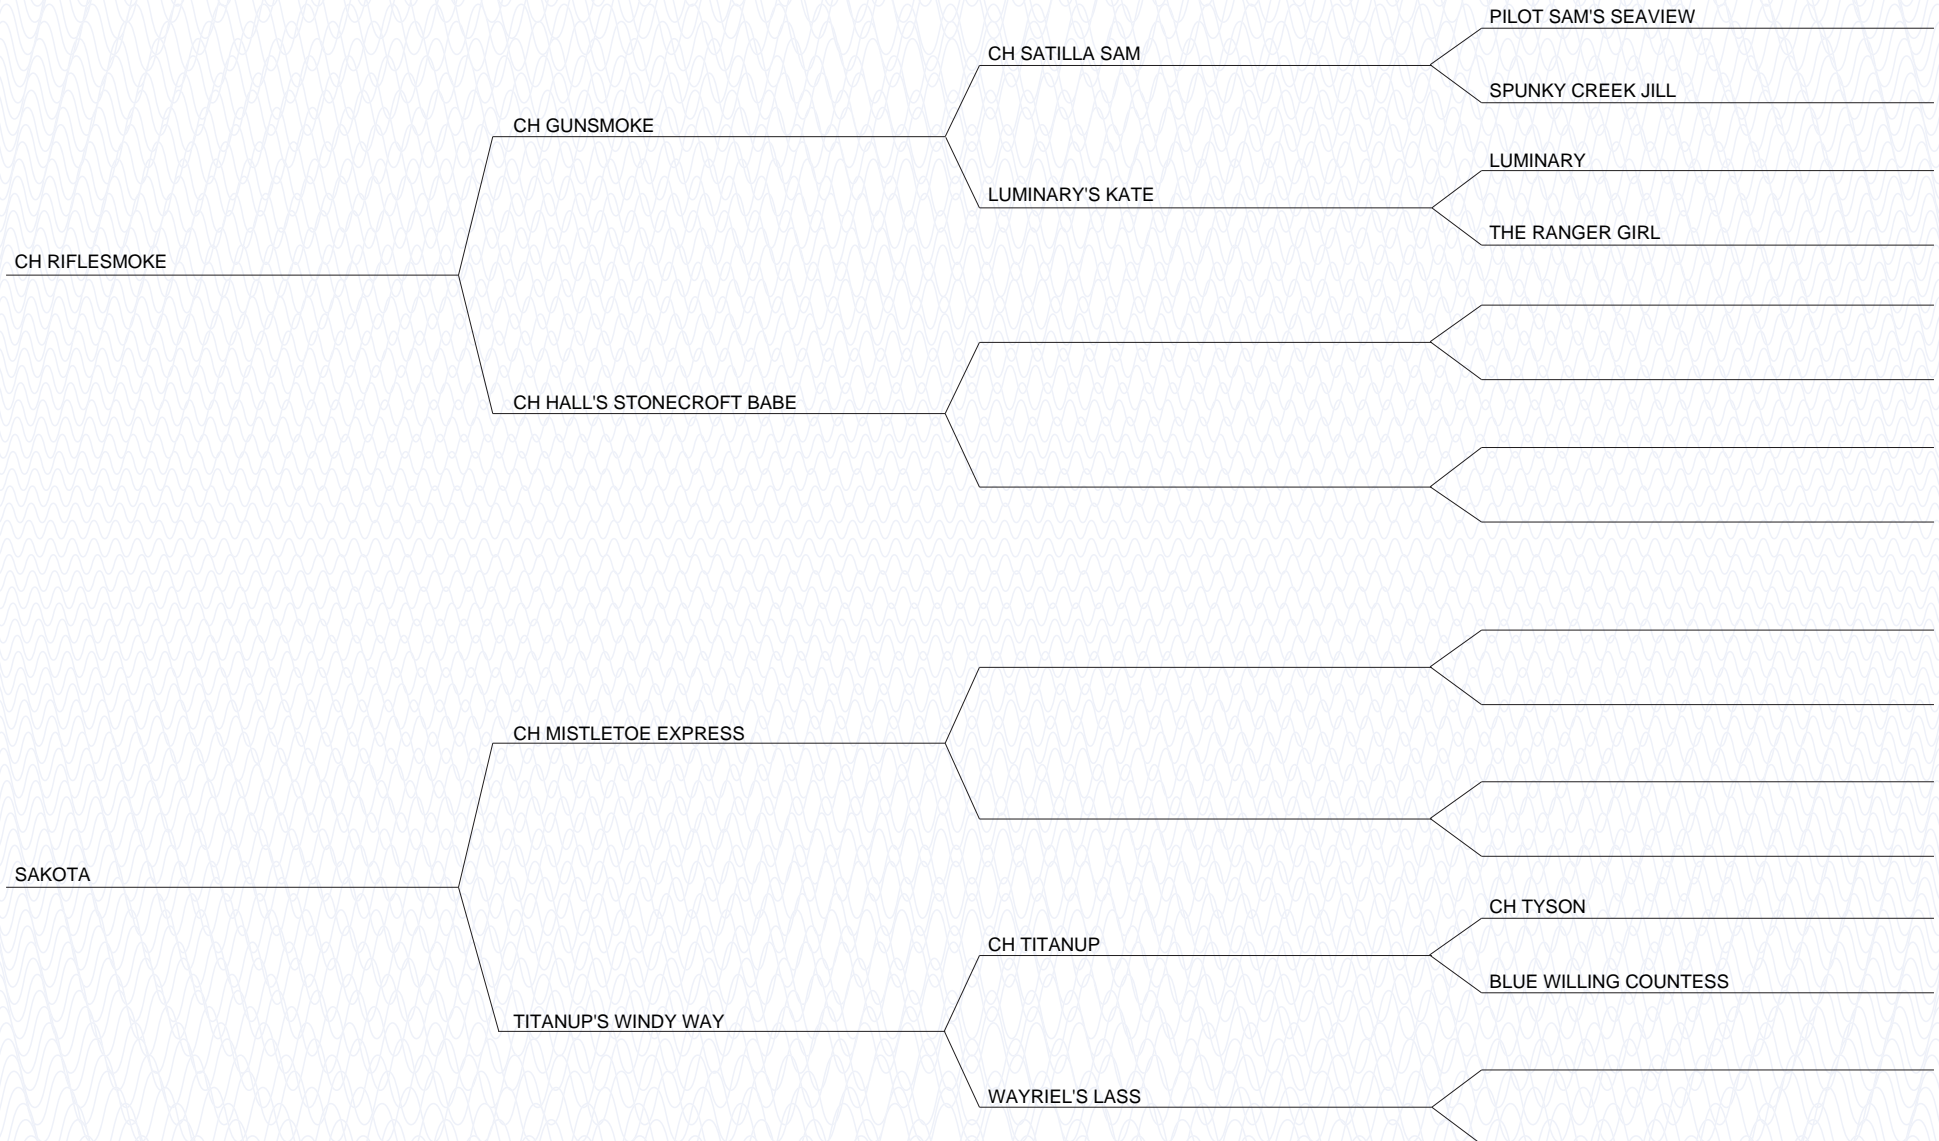 PILOT SAM'S SEAVIEW
CH SATILLA SAM
SPUNKY CREEK JILL
CH GUNSMOKE
LUMINARY
LUMINARY'S KATE
THE RANGER GIRL
CH RIFLESMOKE
CH HALL'S STONECROFT BABE
CH MISTLETOE EXPRESS
SAKOTA
CH TYSON
CH TITANUP
BLUE WILLING COUNTESS
TITANUP'S WINDY WAY
WAYRIEL'S LASS